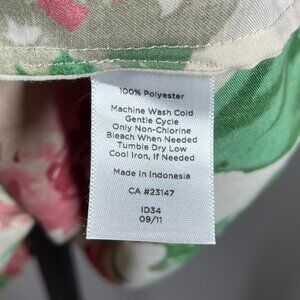 100% Polyester
Machine Wash Cold
Gentle Cycle
Only Non-Chlorine
Bleach When Needed
Tumble Dry Low
Cool Iron, If Needed
Made In Indonesia
CA #23147
ID34
09/11